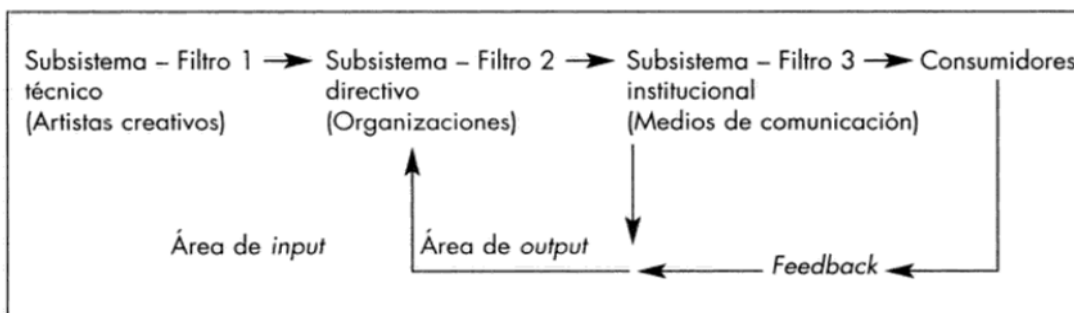 Subsistema – Filtro 1 Subsistema – Filtro 2 Subsistema – Filtro 3 Consumidores
técnico directivo institucional
(Artistas creativos) (Organizaciones) (Medios de comunicación)
Área de input Área de output
Feedback